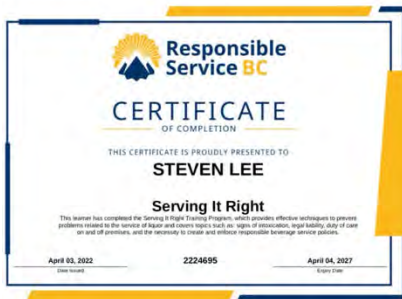 Responsible
Service BC
CERTIFICATE
OF COMPLETION
THIS CERTIFICATE IS PROUDLY PRESENTED TO
STEVEN LEE
Serving It Right
This learner has completed the Serving It Right Training Program, which provides effective techniques to prevent
problems related to the service of liquor and covers topics such as: signs of intoxication, legal liability, duty of care
on and off premises, and the necessity to create and enforce responsible beverage service policies.
April 03, 2022 2224695 April 04, 2027
Date Issued Expiry Date